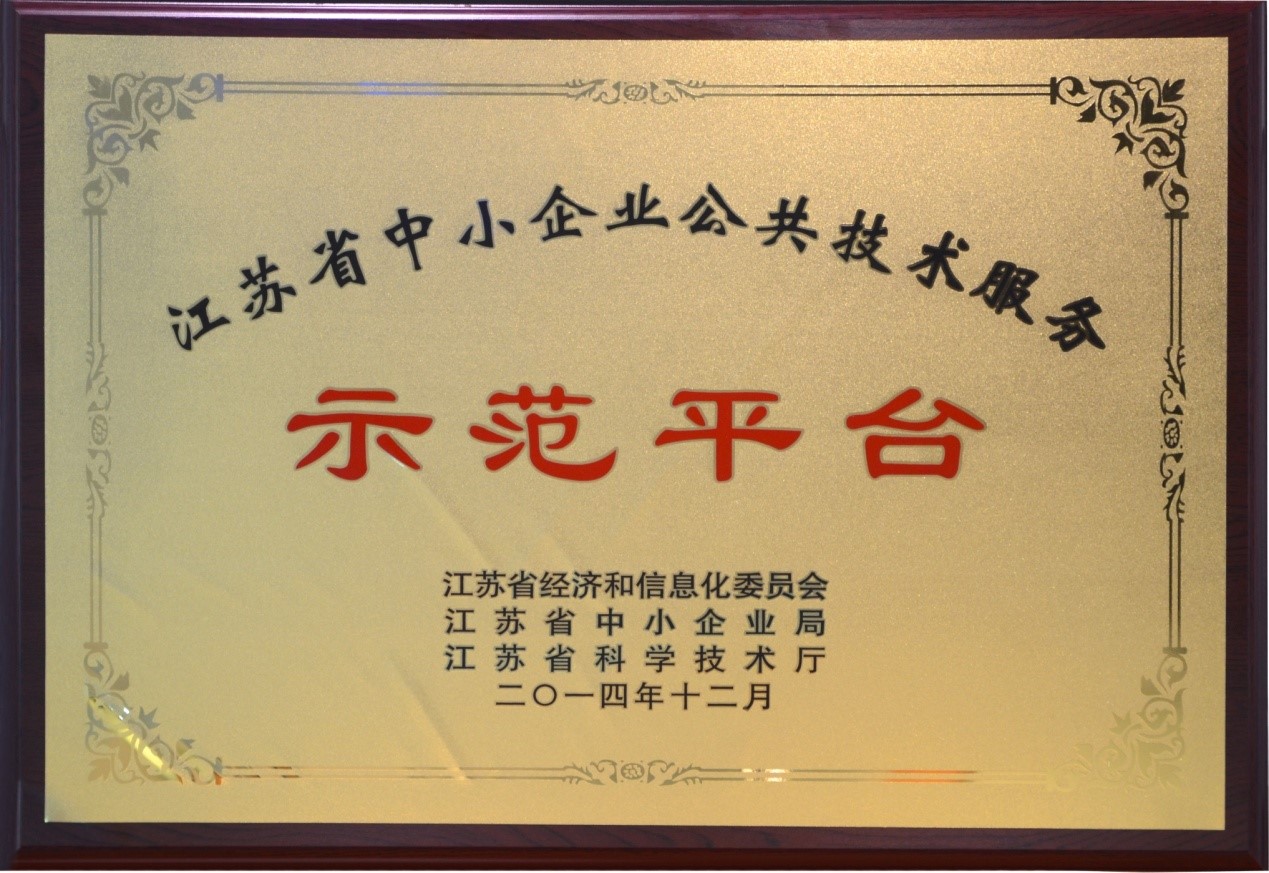 江苏省中小企业公共技术服务
示范平台
江苏省经济和信息化委员会
江苏省中小企业局
江苏省科学技术厅
二〇一四年十二月